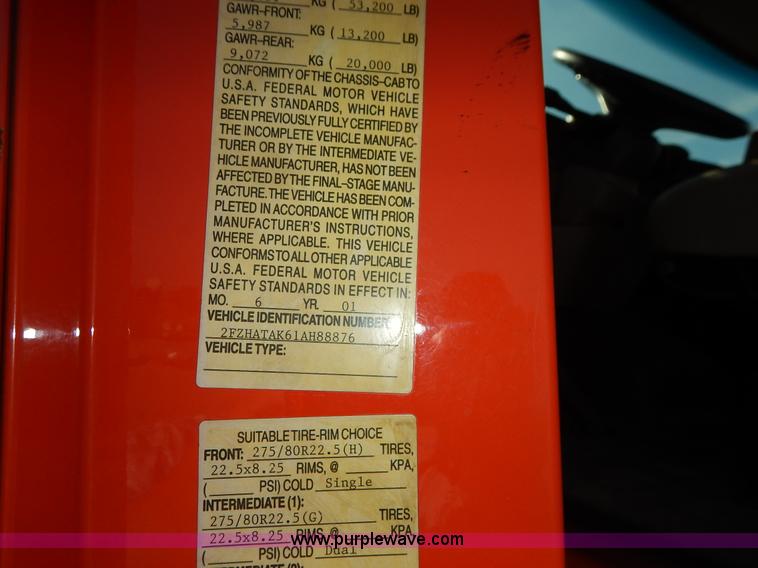 KG ( 53,200 LB)
GAWR-FRONT:
5,987 KG ( 13,200 LB)
GAWR-REAR:
9,072 KG ( 20,000 LB)
CONFORMITY OF THE CHASSIS-CAB TO
U.S.A. FEDERAL MOTOR VEHICLE
SAFETY STANDARDS, WHICH HAVE
BEEN PREVIOUSLY FULLY CERTIFIED BY
THE INCOMPLETE VEHICLE MANUFAC-
TURER OR BY THE INTERMEDIATE VE-
HICLE MANUFACTURER, HAS NOT BEEN
AFFECTED BY THE FINAL-STAGE MANU-
FACTURE. THE VEHICLE HAS BEEN COM-
PLETED IN ACCORDANCE WITH PRIOR
MANUFACTURER'S INSTRUCTIONS,
WHERE APPLICABLE. THIS VEHICLE
CONFORMS TO ALL OTHER APPLICABLE
U.S.A. FEDERAL MOTOR VEHICLE
SAFETY STANDARDS IN EFFECT IN:
MO. 6 YR. 01
VEHICLE IDENTIFICATION NUMBER
2FZHATAK61AH88876
VEHICLE TYPE:
SUITABLE TIRE-RIM CHOICE
FRONT: 275/80R22.5(H) TIRES,
22.5x8.25 RIMS, @ KPA,
( PSI) COLD Single
INTERMEDIATE (1):
275/80R22.5(G) TIRES,
22.5x8.25 RIMS, @ KPA
( PSI) COLD Dual
www.purplewave.com